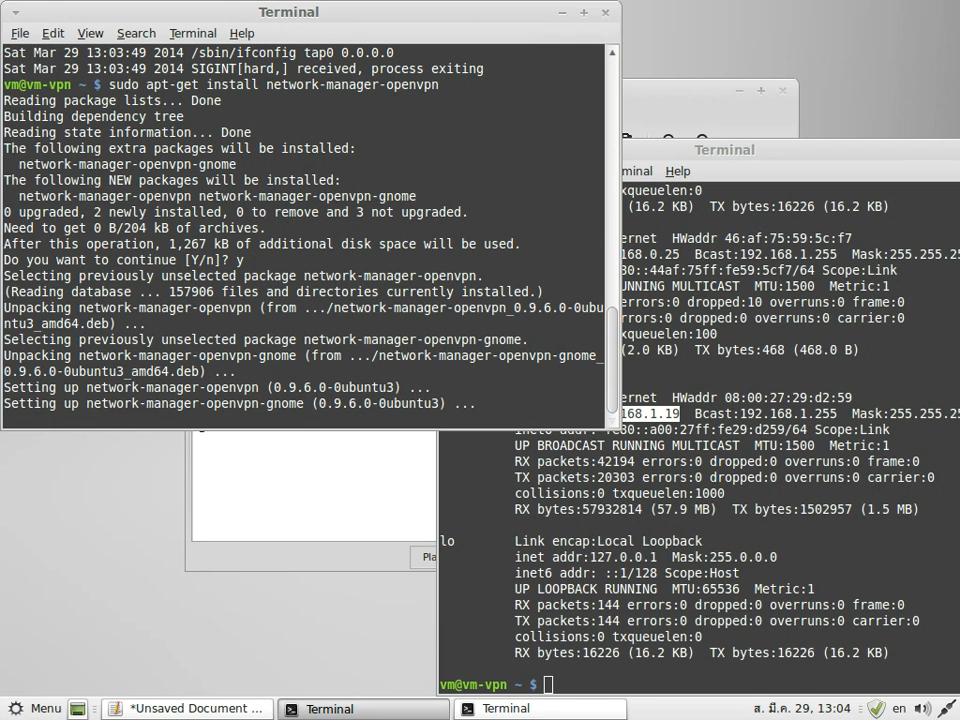 Terminal
File Edit View Search Terminal Help
Sat Mar 29 13:03:49 2014 /sbin/ifconfig tap0 0.0.0.0
Sat Mar 29 13:03:49 2014 SIGINT[hard,] received, process exiting
vm@vm-vpn ~ $ sudo apt-get install network-manager-openvpn
Reading package lists... Done
Building dependency tree
Reading state information... Done
The following extra packages will be installed:
network-manager-openvpn-gnome
The following NEW packages will be installed:
network-manager-openvpn network-manager-openvpn-gnome
0 upgraded, 2 newly installed, 0 to remove and 3 not upgraded.
Need to get 0 B/204 kB of archives.
After this operation, 1,267 kB of additional disk space will be used.
Do you want to continue [Y/n]? y
Selecting previously unselected package network-manager-openvpn.
(Reading database ... 157906 files and directories currently installed.)
Unpacking network-manager-openvpn (from .../network-manager-openvpn_0.9.6.0-0ubu
ntu3_amd64.deb) ...
Selecting previously unselected package network-manager-openvpn-gnome.
Unpacking network-manager-openvpn-gnome (from .../network-manager-openvpn-gnome_
0.9.6.0-0ubuntu3_amd64.deb) ...
Setting up network-manager-openvpn (0.9.6.0-0ubuntu3) ...
Setting up network-manager-openvpn-gnome (0.9.6.0-0ubuntu3) ...
Terminal
minal Help
txqueuelen:0
(16.2 KB) TX bytes:16226 (16.2 KB)
ernet HWaddr 46:af:75:59:5c:f7
168.0.25 Bcast:192.168.1.255 Mask:255.255.25
80::44af:75ff:fe59:5cf7/64 Scope:Link
UNNING MULTICAST MTU:1500 Metric:1
errors:0 dropped:10 overruns:0 frame:0
rrors:0 dropped:0 overruns:0 carrier:0
txqueuelen:100
(2.0 KB) TX bytes:468 (468.0 B)
ernet HWaddr 08:00:27:29:d2:59
168.1.19 Bcast:192.168.1.255 Mask:255.255.25
inet6 addr: fe80::a00:27ff:fe29:d259/64 Scope:Link
UP BROADCAST RUNNING MULTICAST MTU:1500 Metric:1
RX packets:42194 errors:0 dropped:0 overruns:0 frame:0
TX packets:20303 errors:0 dropped:0 overruns:0 carrier:0
collisions:0 txqueuelen:1000
RX bytes:57932814 (57.9 MB) TX bytes:1502957 (1.5 MB)
lo Link encap:Local Loopback
inet addr:127.0.0.1 Mask:255.0.0.0
inet6 addr: ::1/128 Scope:Host
UP LOOPBACK RUNNING MTU:65536 Metric:1
RX packets:144 errors:0 dropped:0 overruns:0 frame:0
TX packets:144 errors:0 dropped:0 overruns:0 carrier:0
collisions:0 txqueuelen:0
RX bytes:16226 (16.2 KB) TX bytes:16226 (16.2 KB)
vm@vm-vpn ~ $
Pla
Menu *Unsaved Document ... Terminal Terminal ส. มี.ค. 29, 13:04 en